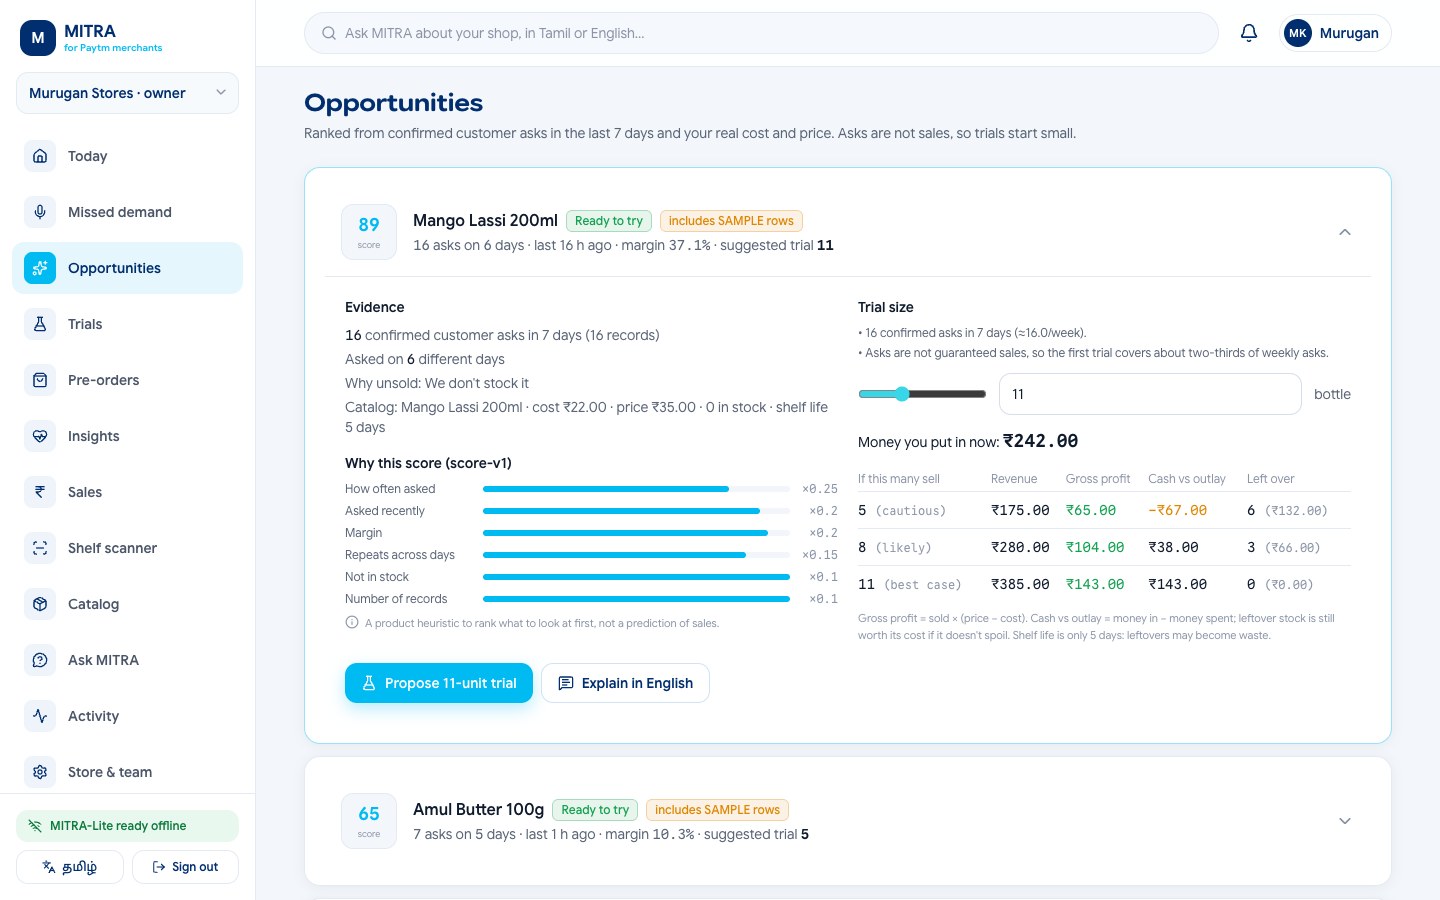 M
MITRA
for Paytm merchants
Murugan Stores · owner
Today
Missed demand
Opportunities
Trials
Pre-orders
Insights
₹ Sales
Shelf scanner
Catalog
Ask MITRA
Activity
Store & team
MITRA-Lite ready offline
தமிழ்
Sign out
Ask MITRA about your shop, in Tamil or English...
MK Murugan
Opportunities
Ranked from confirmed customer asks in the last 7 days and your real cost and price. Asks are not sales, so trials start small.
89
score
Mango Lassi 200ml Ready to try includes SAMPLE rows
16 asks on 6 days · last 16 h ago · margin 37.1% · suggested trial 11
Evidence
16 confirmed customer asks in 7 days (16 records)
Asked on 6 different days
Why unsold: We don't stock it
Catalog: Mango Lassi 200ml · cost ₹22.00 · price ₹35.00 · 0 in stock · shelf life
5 days
Why this score (score-v1)
How often asked ×0.25
Asked recently ×0.2
Margin ×0.2
Repeats across days ×0.15
Not in stock ×0.1
Number of records ×0.1
A product heuristic to rank what to look at first, not a prediction of sales.
Propose 11-unit trial
Explain in English
Trial size
• 16 confirmed asks in 7 days (≈16.0/week).
• Asks are not guaranteed sales, so the first trial covers about two-thirds of weekly asks.
11 bottle
Money you put in now: ₹242.00
If this many sell Revenue Gross profit Cash vs outlay Left over
5 (cautious) ₹175.00 ₹65.00 −₹67.00 6 (₹132.00)
8 (likely) ₹280.00 ₹104.00 ₹38.00 3 (₹66.00)
11 (best case) ₹385.00 ₹143.00 ₹143.00 0 (₹0.00)
Gross profit = sold × (price − cost). Cash vs outlay = money in − money spent; leftover stock is still
worth its cost if it doesn't spoil. Shelf life is only 5 days: leftovers may become waste.
65
score
Amul Butter 100g Ready to try includes SAMPLE rows
7 asks on 5 days · last 1 h ago · margin 10.3% · suggested trial 5